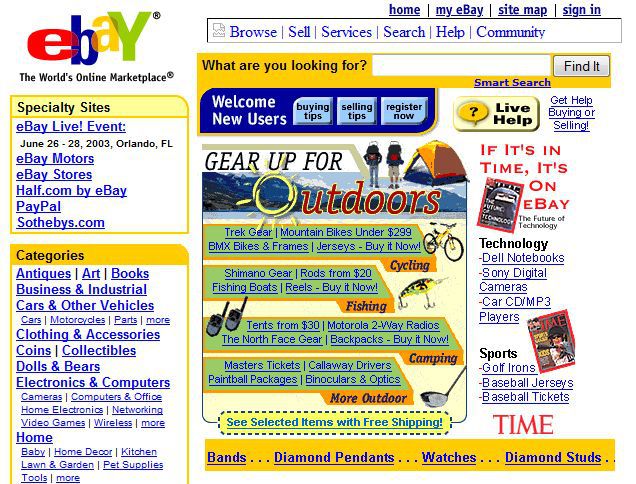 home | my eBay | site map | sign in
ebaY®
The World's Online Marketplace®
Browse | Sell | Services | Search | Help | Community
What are you looking for? Find It
Smart Search
Welcome
New Users
buying
tips
selling
tips
register
now
Live
Help
Get Help
Buying or
Selling!
Specialty Sites
eBay Live! Event:
June 26 - 28, 2003, Orlando, FL
eBay Motors
eBay Stores
Half.com by eBay
PayPal
Sothebys.com
Categories
Antiques | Art | Books
Business & Industrial
Cars & Other Vehicles
Cars | Motorcycles | Parts | more
Clothing & Accessories
Coins | Collectibles
Dolls & Bears
Electronics & Computers
Cameras | Computers & Office
Home Electronics | Networking
Video Games | Wireless | more
Home
Baby | Home Decor | Kitchen
Lawn & Garden | Pet Supplies
Tools | more
GEAR UP FOR
Outdoors
Trek Gear | Mountain Bikes Under $299
BMX Bikes & Frames | Jerseys - Buy it Now!
Cycling
Shimano Gear | Rods from $20
Fishing Boats | Reels - Buy it Now!
Fishing
Tents from $30 | Motorola 2-Way Radios
The North Face Gear | Backpacks - Buy it Now!
Camping
Masters Tickets | Callaway Drivers
Paintball Packages | Binoculars & Optics
More Outdoor
See Selected Items with Free Shipping!
IF IT'S IN
TIME, IT'S
ON
EBAY
The Future of
Technology
Technology
-Dell Notebooks
-Sony Digital
Cameras
-Car CD/MP3
Players
TIME
Sports
-Golf Irons
-Baseball Jerseys
-Baseball Tickets
TIME
Bands . . . Diamond Pendants . . . Watches . . . Diamond Studs . .